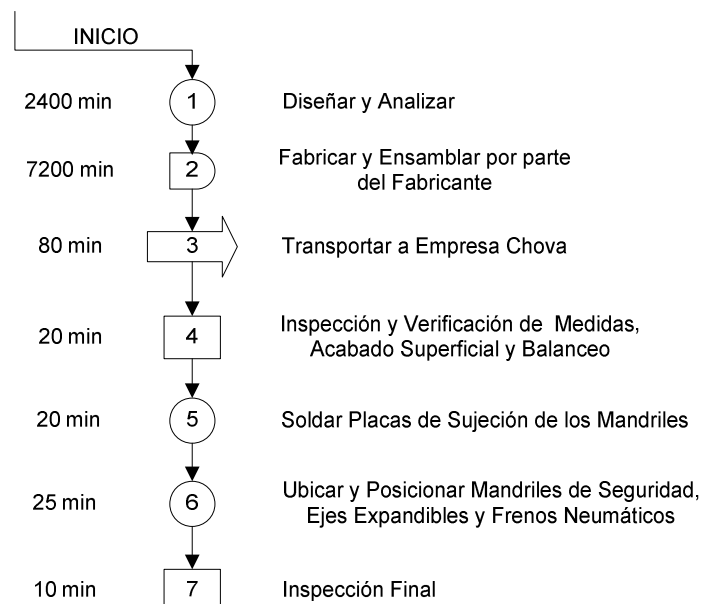 INICIO
2400 min 1 Diseñar y Analizar
7200 min 2 Fabricar y Ensamblar por parte
del Fabricante
80 min 3 Transportar a Empresa Chova
20 min 4 Inspección y Verificación de Medidas,
Acabado Superficial y Balanceo
20 min 5 Soldar Placas de Sujeción de los Mandriles
25 min 6 Ubicar y Posicionar Mandriles de Seguridad,
Ejes Expandibles y Frenos Neumáticos
10 min 7 Inspección Final